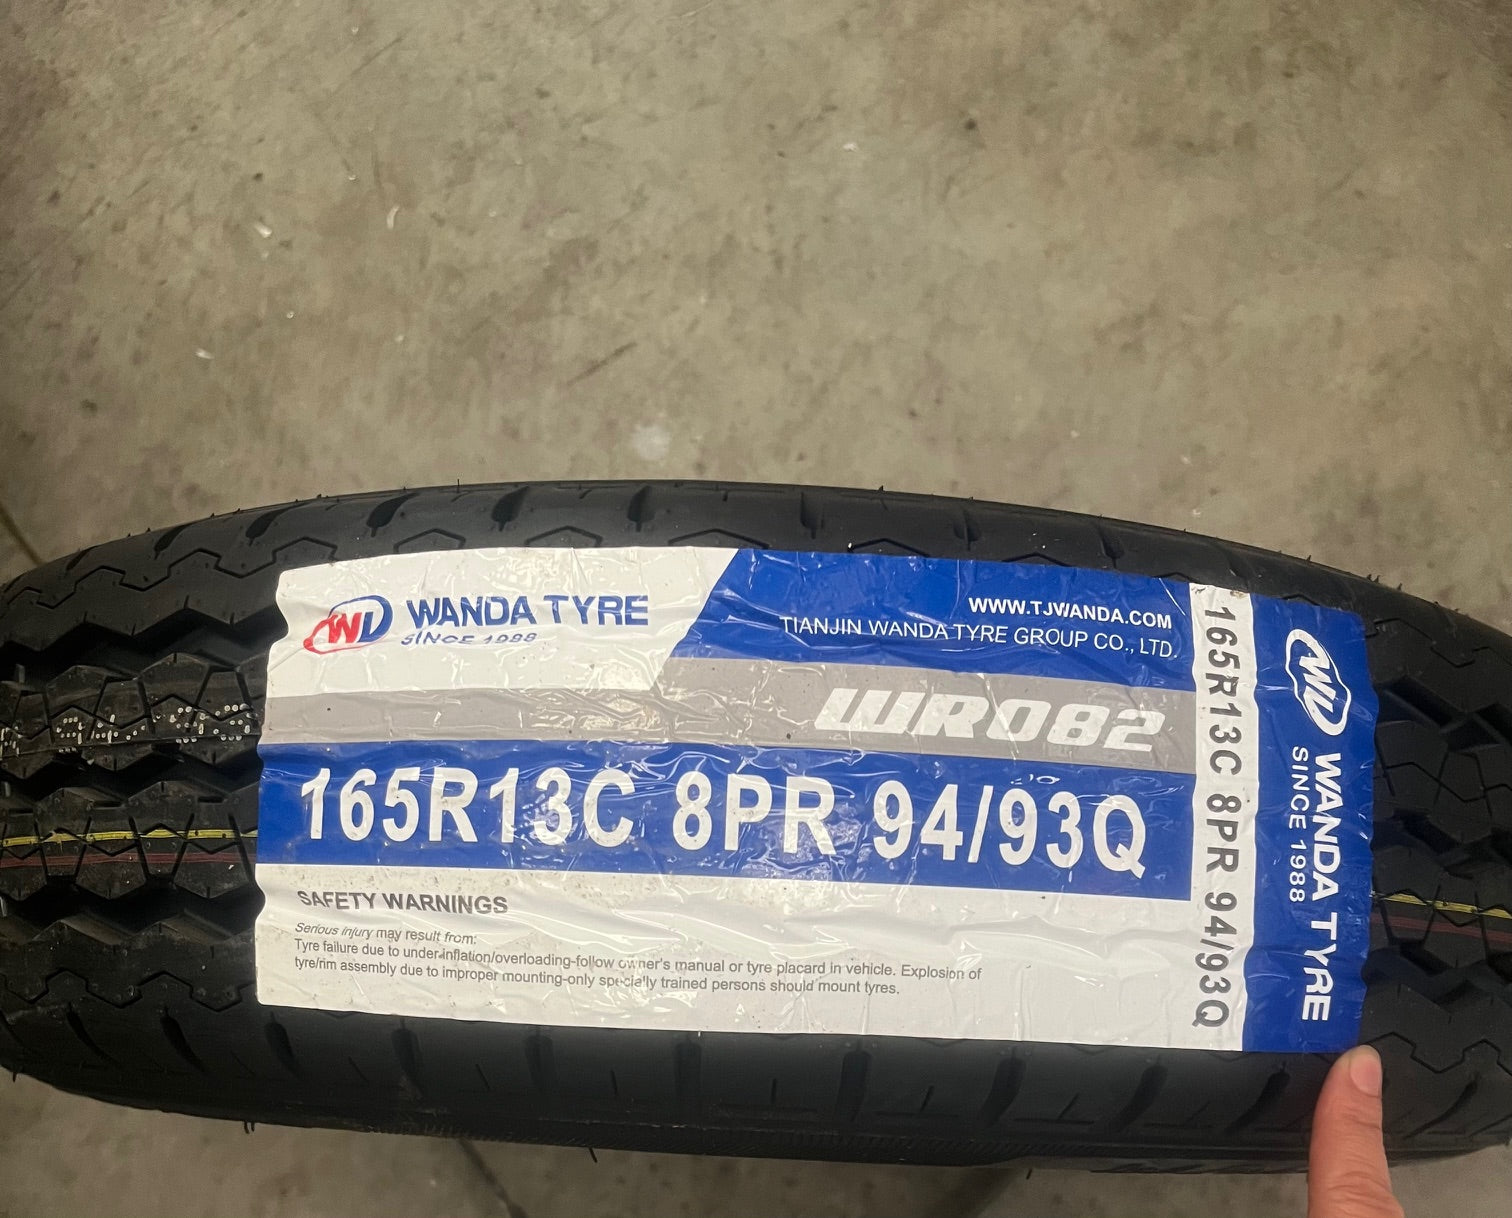 WD WANDA TYRE
SINCE 1988
WWW.TJWANDA.COM
TIANJIN WANDA TYRE GROUP CO., LTD.
WR082
165R13C 8PR 94/93Q
SAFETY WARNINGS
Serious injury may result from:
Tyre failure due to under-inflation/overloading-follow owner's manual or tyre placard in vehicle. Explosion of
tyre/rim assembly due to improper mounting-only specially trained persons should mount tyres.
165R13C 8PR 94/93Q
WD WANDA TYRE
SINCE 1988